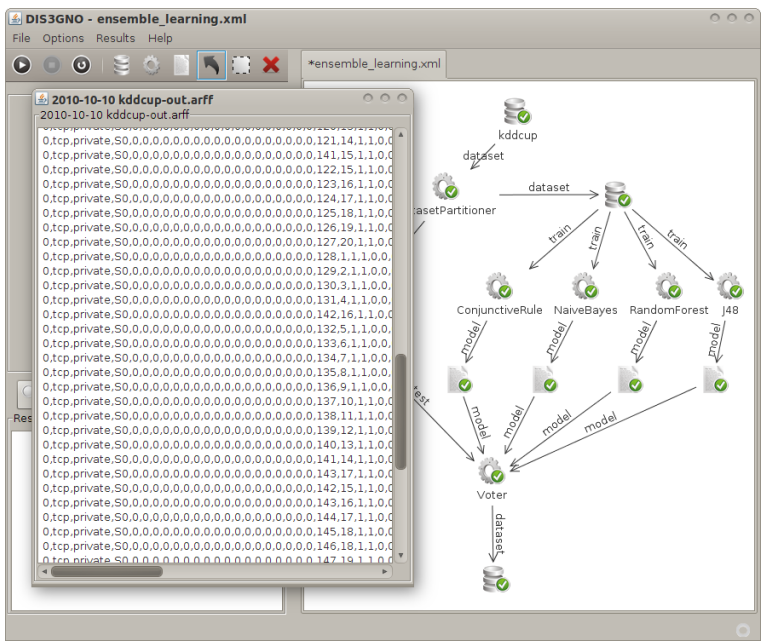 DIS3GNO - ensemble_learning.xml
File Options Results Help
*ensemble_learning.xml
2010-10-10 kddcup-out.arff
2010-10-10 kddcup-out.arff
0,tcp,private,S0,0,0,0,0,0,0,0,0,0,0,0,0,0,0,0,0,0,0,121,14,1,1,0,0
0,tcp,private,S0,0,0,0,0,0,0,0,0,0,0,0,0,0,0,0,0,0,0,141,15,1,1,0,0
0,tcp,private,S0,0,0,0,0,0,0,0,0,0,0,0,0,0,0,0,0,0,0,122,15,1,1,0,0
0,tcp,private,S0,0,0,0,0,0,0,0,0,0,0,0,0,0,0,0,0,0,0,123,16,1,1,0,0
0,tcp,private,S0,0,0,0,0,0,0,0,0,0,0,0,0,0,0,0,0,0,0,124,17,1,1,0,0
0,tcp,private,S0,0,0,0,0,0,0,0,0,0,0,0,0,0,0,0,0,0,0,125,18,1,1,0,0
0,tcp,private,S0,0,0,0,0,0,0,0,0,0,0,0,0,0,0,0,0,0,0,126,19,1,1,0,0
0,tcp,private,S0,0,0,0,0,0,0,0,0,0,0,0,0,0,0,0,0,0,0,127,20,1,1,0,0
0,tcp,private,S0,0,0,0,0,0,0,0,0,0,0,0,0,0,0,0,0,0,0,128,1,1,1,0,0,
0,tcp,private,S0,0,0,0,0,0,0,0,0,0,0,0,0,0,0,0,0,0,0,129,2,1,1,0,0,
0,tcp,private,S0,0,0,0,0,0,0,0,0,0,0,0,0,0,0,0,0,0,0,130,3,1,1,0,0,
0,tcp,private,S0,0,0,0,0,0,0,0,0,0,0,0,0,0,0,0,0,0,0,131,4,1,1,0,0,
0,tcp,private,S0,0,0,0,0,0,0,0,0,0,0,0,0,0,0,0,0,0,0,142,16,1,1,0,0
0,tcp,private,S0,0,0,0,0,0,0,0,0,0,0,0,0,0,0,0,0,0,0,132,5,1,1,0,0,
0,tcp,private,S0,0,0,0,0,0,0,0,0,0,0,0,0,0,0,0,0,0,0,133,6,1,1,0,0,
0,tcp,private,S0,0,0,0,0,0,0,0,0,0,0,0,0,0,0,0,0,0,0,134,7,1,1,0,0,
0,tcp,private,S0,0,0,0,0,0,0,0,0,0,0,0,0,0,0,0,0,0,0,135,8,1,1,0,0,
0,tcp,private,S0,0,0,0,0,0,0,0,0,0,0,0,0,0,0,0,0,0,0,136,9,1,1,0,0,
0,tcp,private,S0,0,0,0,0,0,0,0,0,0,0,0,0,0,0,0,0,0,0,137,10,1,1,0,0
0,tcp,private,S0,0,0,0,0,0,0,0,0,0,0,0,0,0,0,0,0,0,0,138,11,1,1,0,0
0,tcp,private,S0,0,0,0,0,0,0,0,0,0,0,0,0,0,0,0,0,0,0,139,12,1,1,0,0
0,tcp,private,S0,0,0,0,0,0,0,0,0,0,0,0,0,0,0,0,0,0,0,140,13,1,1,0,0
0,tcp,private,S0,0,0,0,0,0,0,0,0,0,0,0,0,0,0,0,0,0,0,141,14,1,1,0,0
0,tcp,private,S0,0,0,0,0,0,0,0,0,0,0,0,0,0,0,0,0,0,0,143,17,1,1,0,0
0,tcp,private,S0,0,0,0,0,0,0,0,0,0,0,0,0,0,0,0,0,0,0,142,15,1,1,0,0
0,tcp,private,S0,0,0,0,0,0,0,0,0,0,0,0,0,0,0,0,0,0,0,143,16,1,1,0,0
0,tcp,private,S0,0,0,0,0,0,0,0,0,0,0,0,0,0,0,0,0,0,0,144,17,1,1,0,0
0,tcp,private,S0,0,0,0,0,0,0,0,0,0,0,0,0,0,0,0,0,0,0,145,18,1,1,0,0
0,tcp,private,S0,0,0,0,0,0,0,0,0,0,0,0,0,0,0,0,0,0,0,146,18,1,1,0,0
0,tcp,private,S0,0,0,0,0,0,0,0,0,0,0,0,0,0,0,0,0,0,0,147,19,1,1,0,0
Res
kddcup
dataset
dataset
tasetPartitioner
train
train
train
train
ConjunctiveRule NaiveBayes RandomForest J48
model
model
model
model
test
model
model
model
model
Voter
dataset